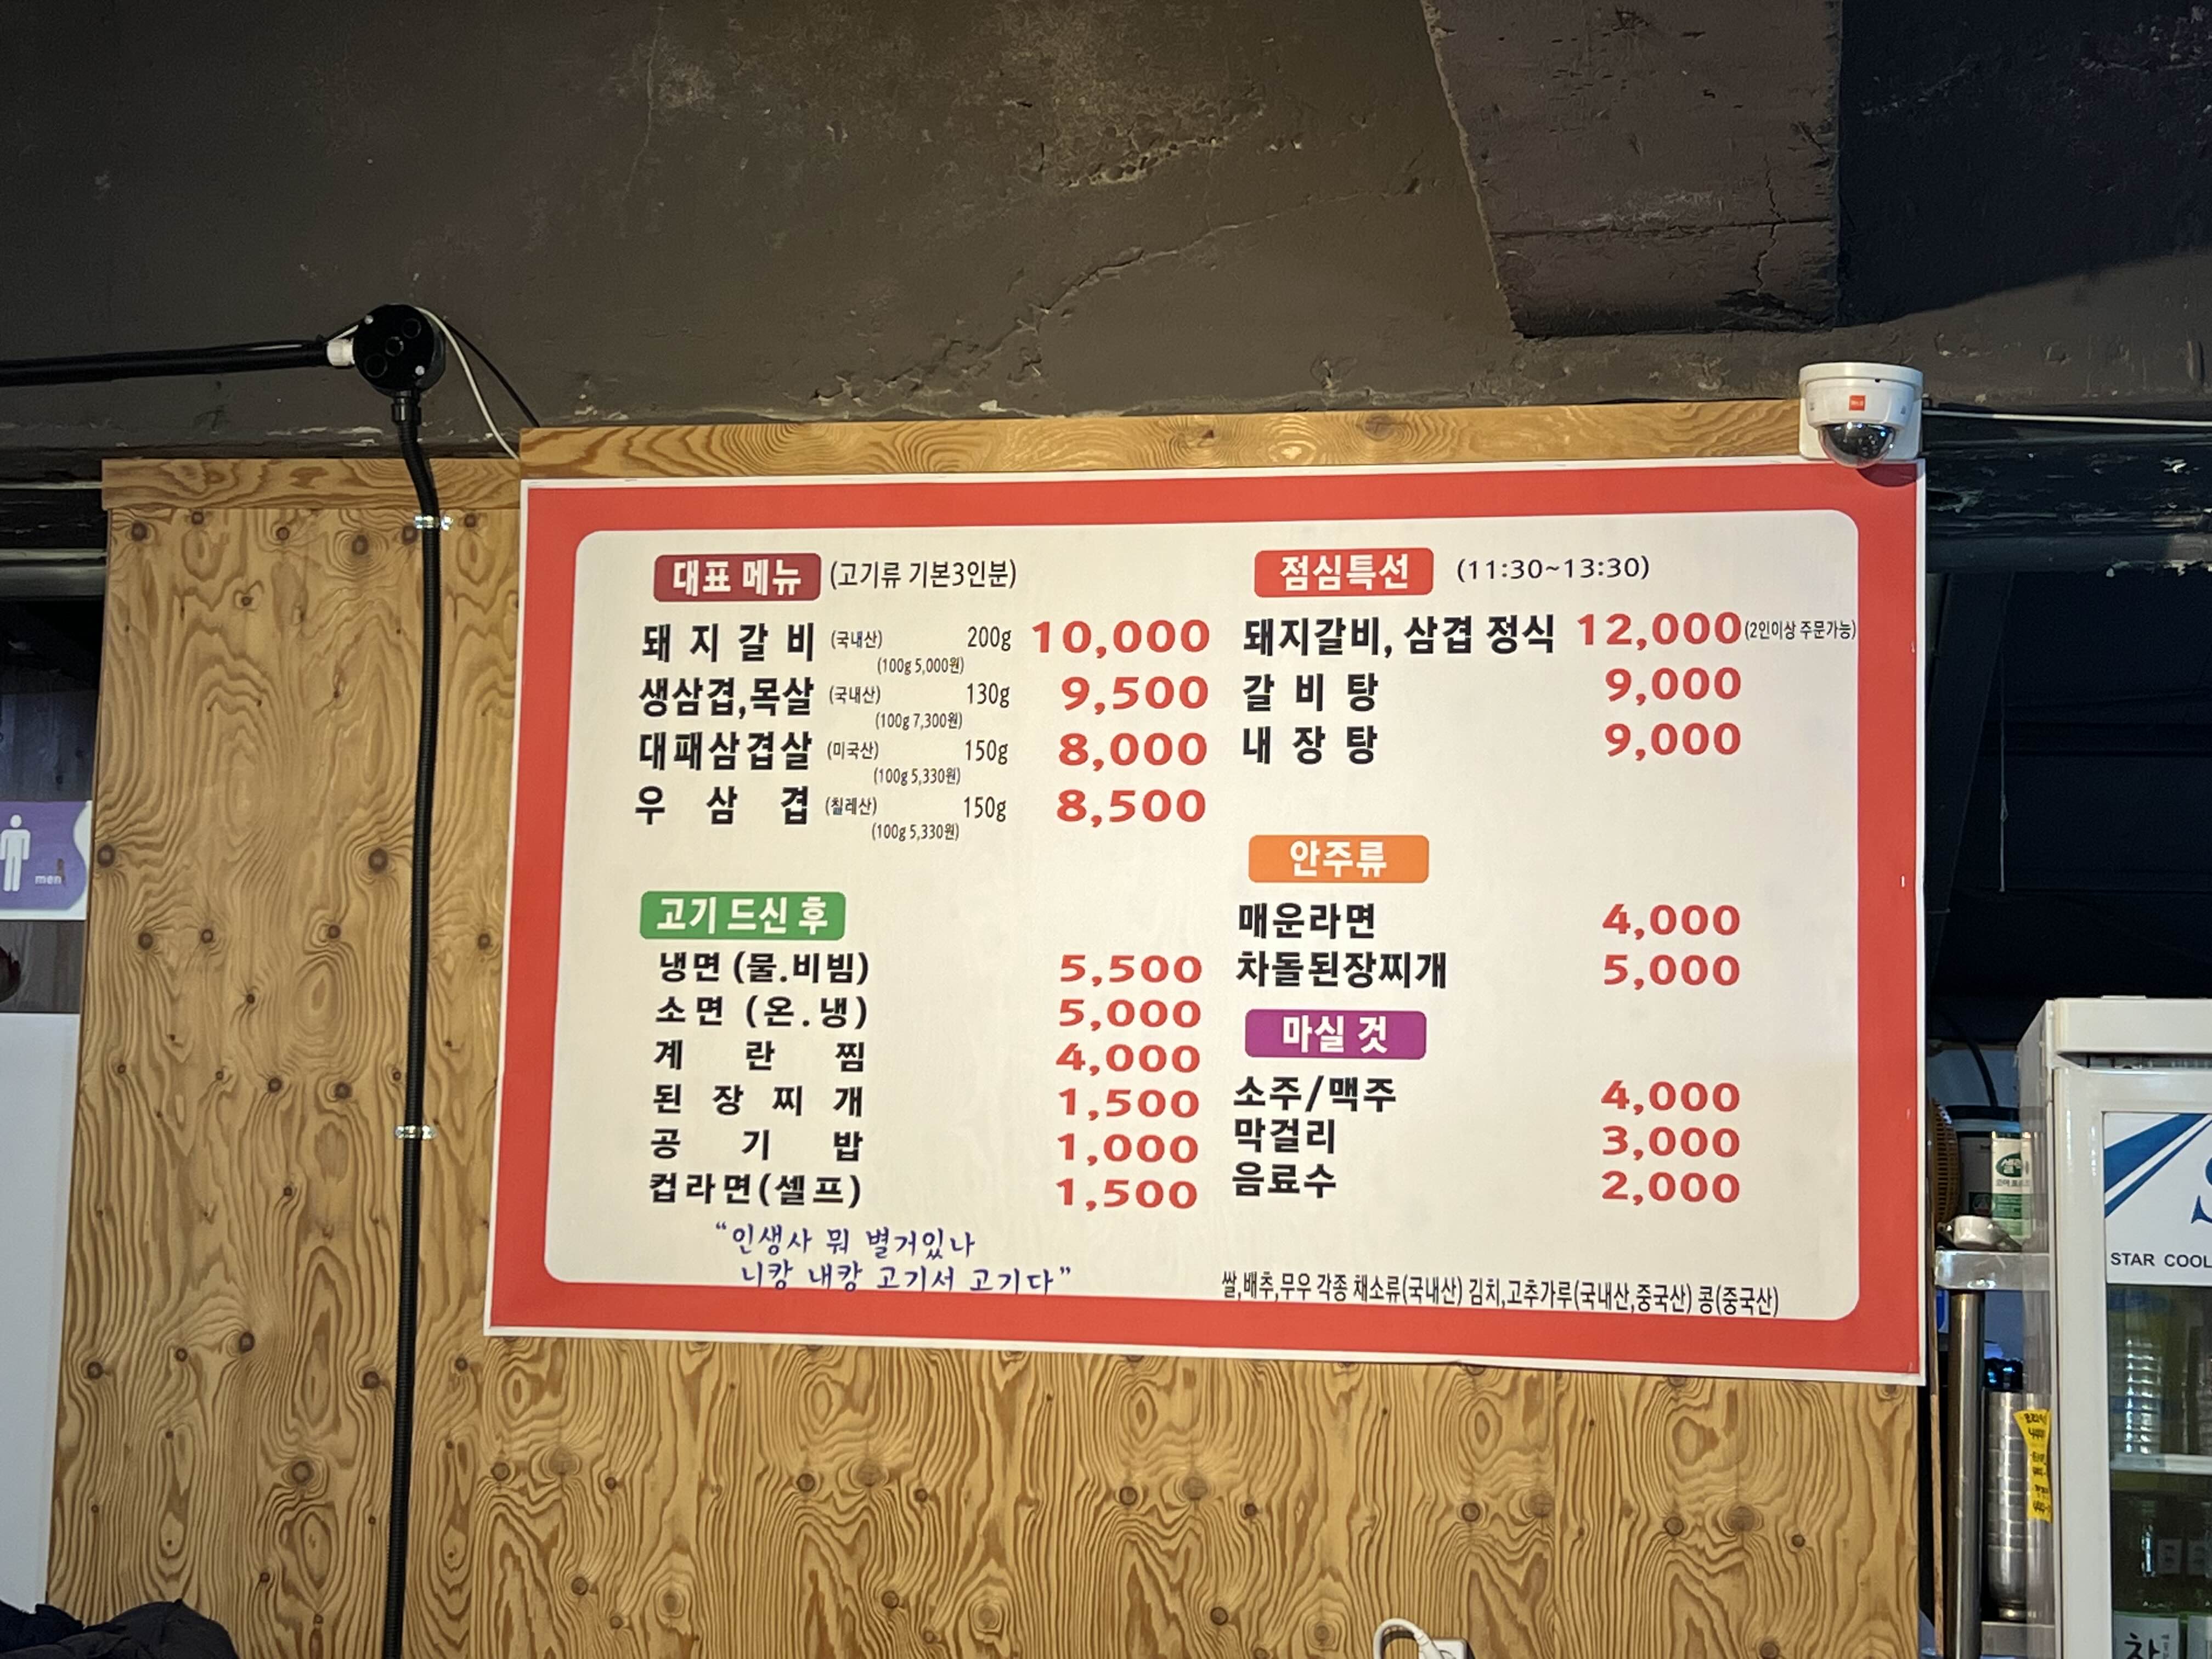 대표 메뉴 (고기류 기본3인분)
돼지갈비 (국내산) 200g 10,000
(100g 5,000원)
생삼겹,목살 (국내산) 130g 9,500
(100g 7,300원)
대패삼겹살 (미국산) 150g 8,000
(100g 5,330원)
우삼겹 (칠레산) 150g 8,500
(100g 5,330원)
고기 드신 후
냉면 (물.비빔) 5,500
소면 (온.냉) 5,000
계란찜 4,000
된장찌개 1,500
공기밥 1,000
컵라면(셀프) 1,500
“인생사 뭐 별거있나
니캉 내캉 고기서 고기다”
점심특선 (11:30~13:30)
돼지갈비, 삼겹 정식 12,000 (2인이상 주문가능)
갈비탕 9,000
내장탕 9,000
안주류
매운라면 4,000
차돌된장찌개 5,000
마실 것
소주/맥주 4,000
막걸리 3,000
음료수 2,000
쌀,배추,무우 각종 채소류(국내산) 김치,고추가루(국내산,중국산) 콩(중국산)
men
STAR COOL